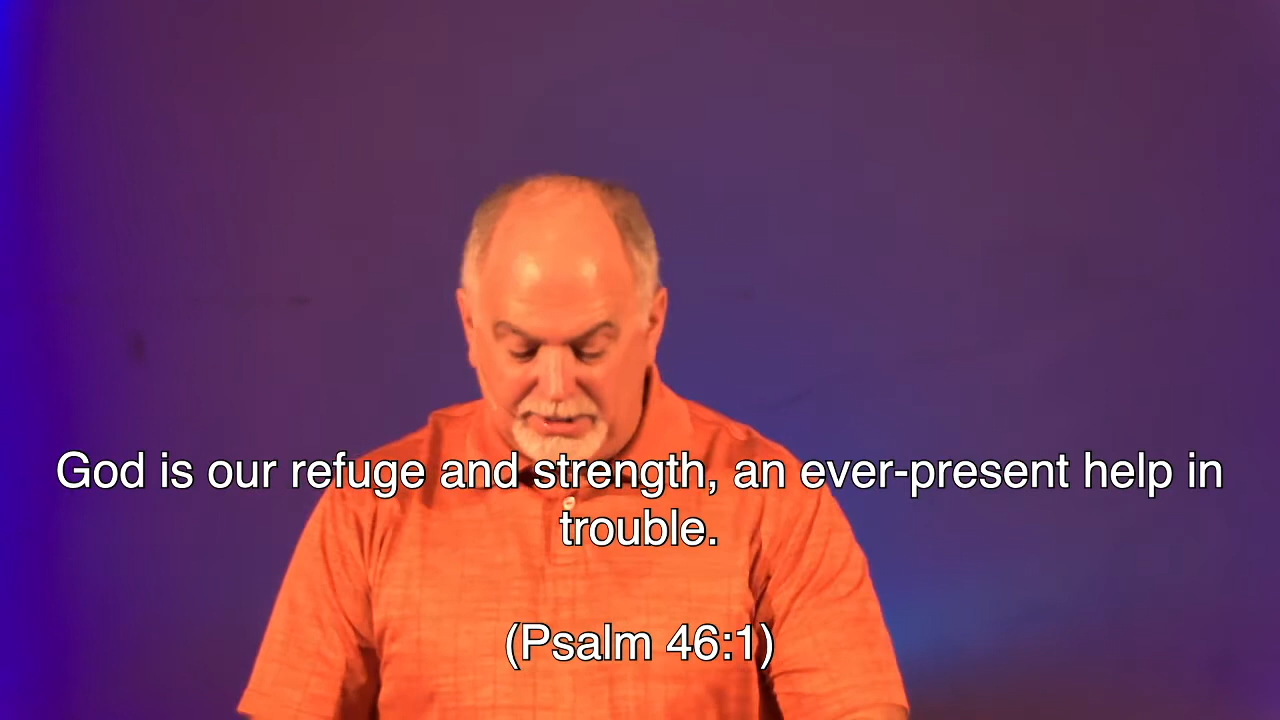 God is our refuge and strength, an ever-present help in
trouble.
(Psalm 46:1)